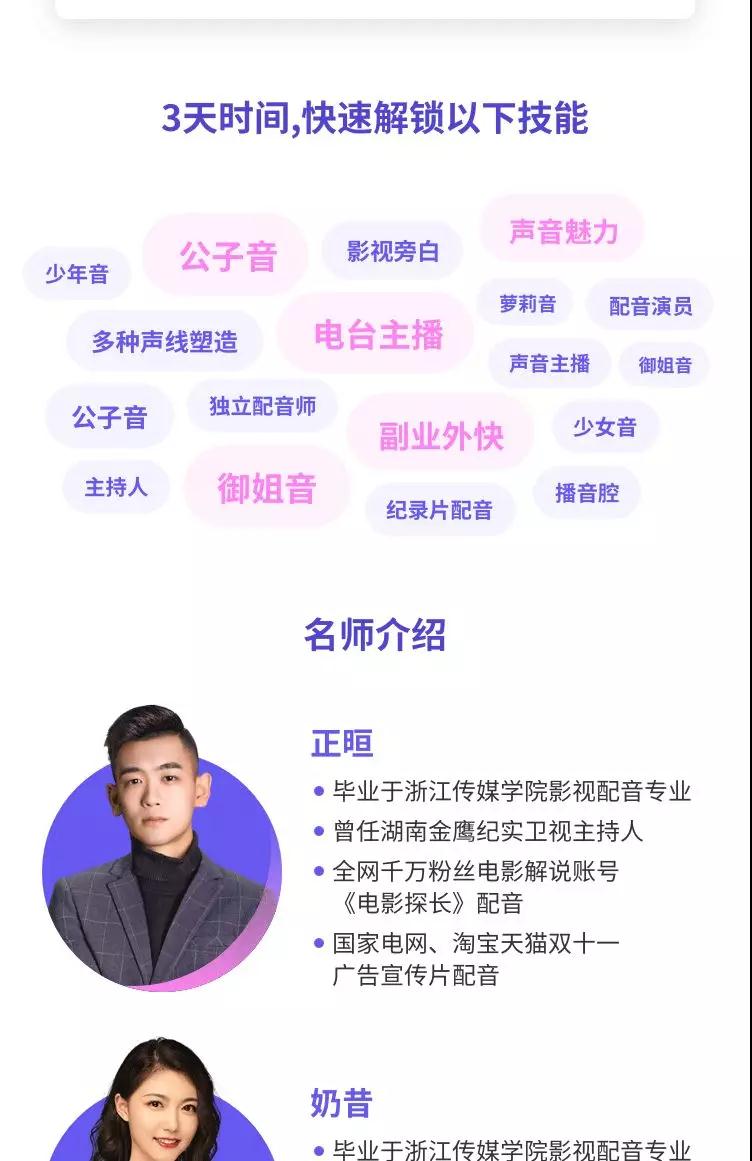 3天时间,快速解锁以下技能
声音魅力
公子音
影视旁白
少年音
萝莉音
配音演员
电台主播
多种声线塑造
声音主播
御姐音
独立配音师
公子音
副业外快
少女音
主持人
御姐音
播音腔
纪录片配音
名师介绍
正晅
毕业于浙江传媒学院影视配音专业
曾任湖南金鹰纪实卫视主持人
全网千万粉丝电影解说账号
《电影探长》配音
国家电网、淘宝天猫双十一
广告宣传片配音
奶昔
毕业于浙江传媒学院影视配音专业